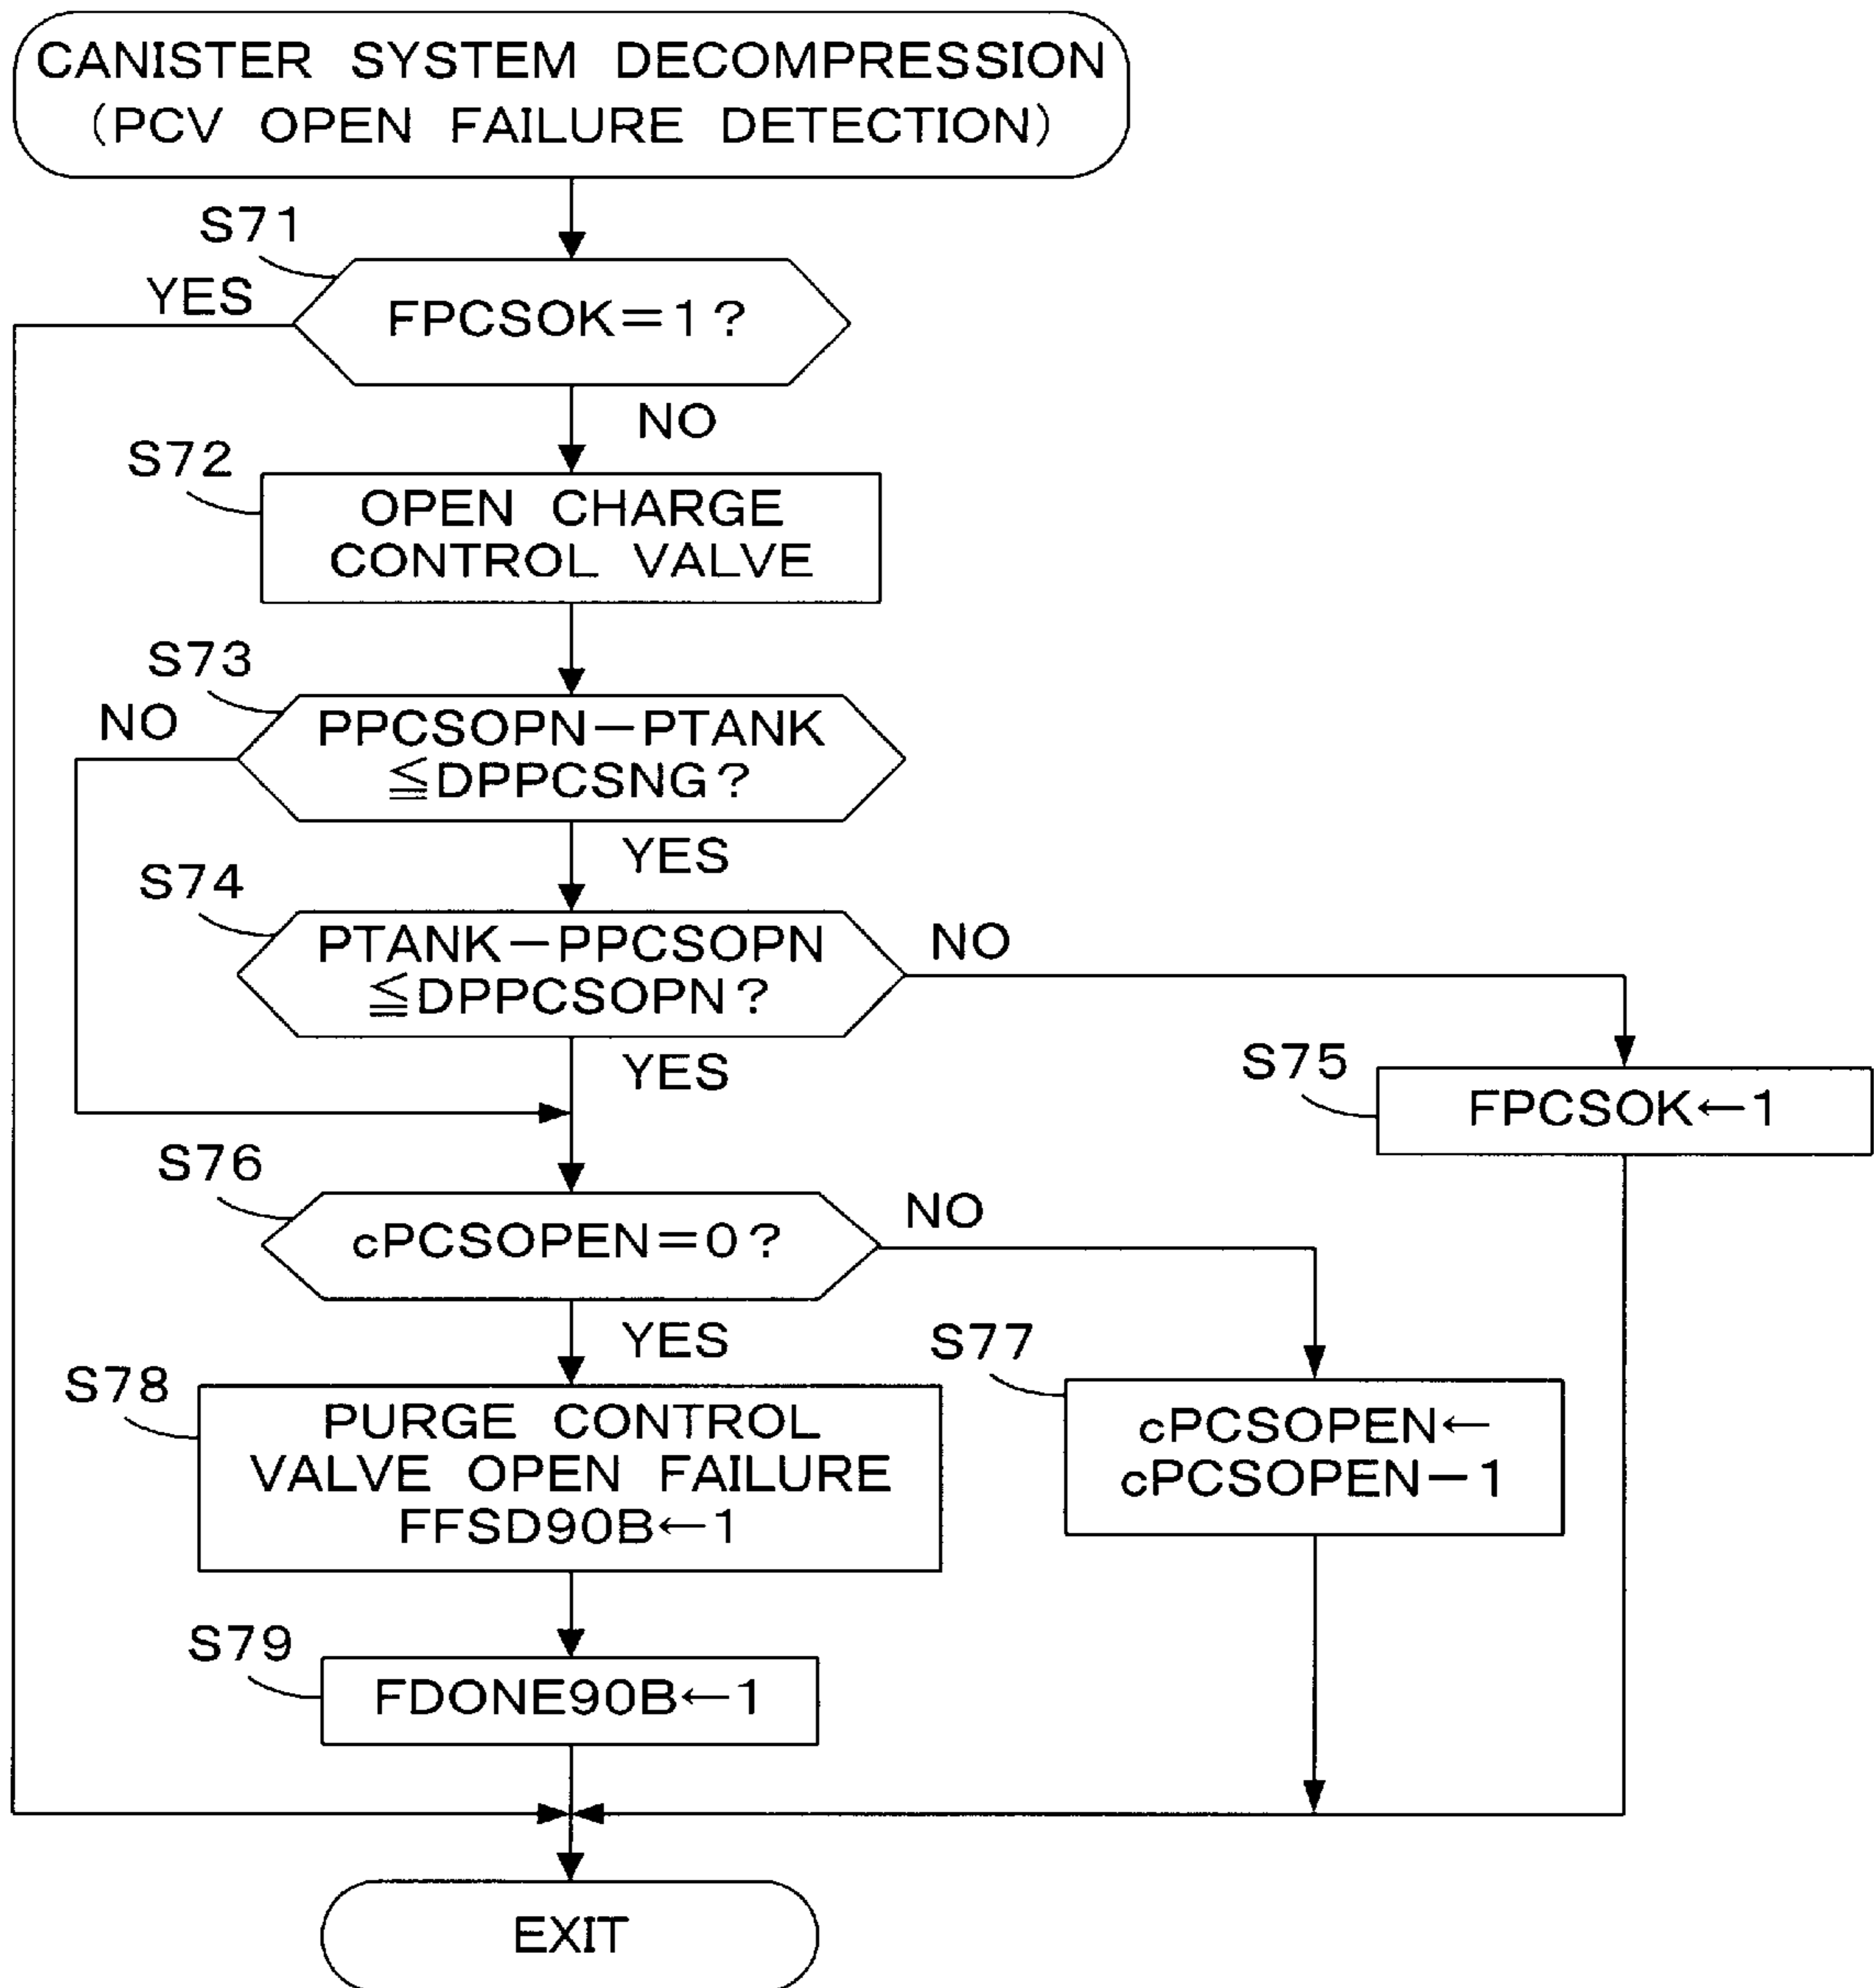 CANISTER SYSTEM DECOMPRESSION
(PCV OPEN FAILURE DETECTION)
S71
YES
FPCSOK=1?
NO
S72
OPEN CHARGE
CONTROL VALVE
S73
NO
PPCSOPN-PTANK
≦DPPCSNG?
YES
S74
PTANK-PPCSOPN
≦DPPCSOPN?
NO
YES
S75
FPCSOK←1
S76
cPCSOPEN=0?
NO
YES
S77
cPCSOPEN←
cPCSOPEN-1
S78
PURGE CONTROL
VALVE OPEN FAILURE
FFSD90B←1
S79
FDONE90B←1
EXIT